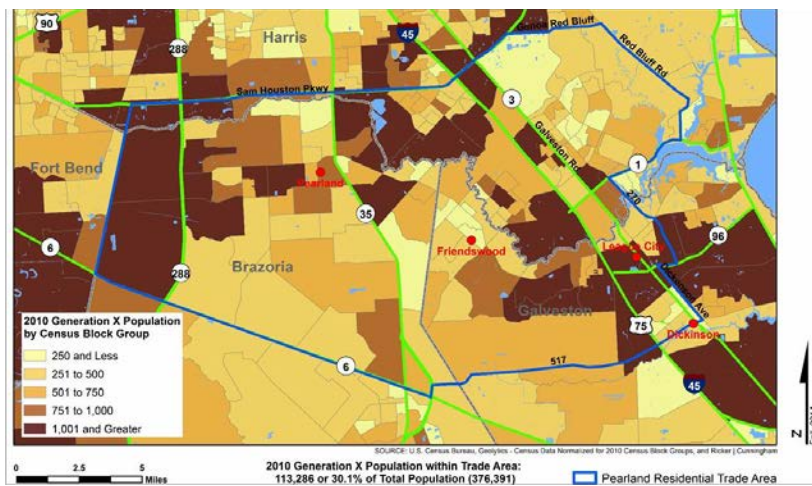 90
288
Harris
45
Genoa Red Bluff
Red Bluff Rd
Sam Houston Pkwy
3
Galveston Rd
1
Fort Bend
Pearland
270
35
6
96
Friendswood
League City
288
Brazoria
Galveston
Dickinson Ave
75
Dickinson
517
6
45
2010 Generation X Population
by Census Block Group
250 and Less
251 to 500
501 to 750
751 to 1,000
1,001 and Greater
SOURCE: U.S. Census Bureau, Geolytics - Census Data Normalized for 2010 Census Block Groups, and Ricker | Cunningham
0 2.5 5
Miles
2010 Generation X Population within Trade Area:
113,286 or 30.1% of Total Population (376,391)
Pearland Residential Trade Area
N